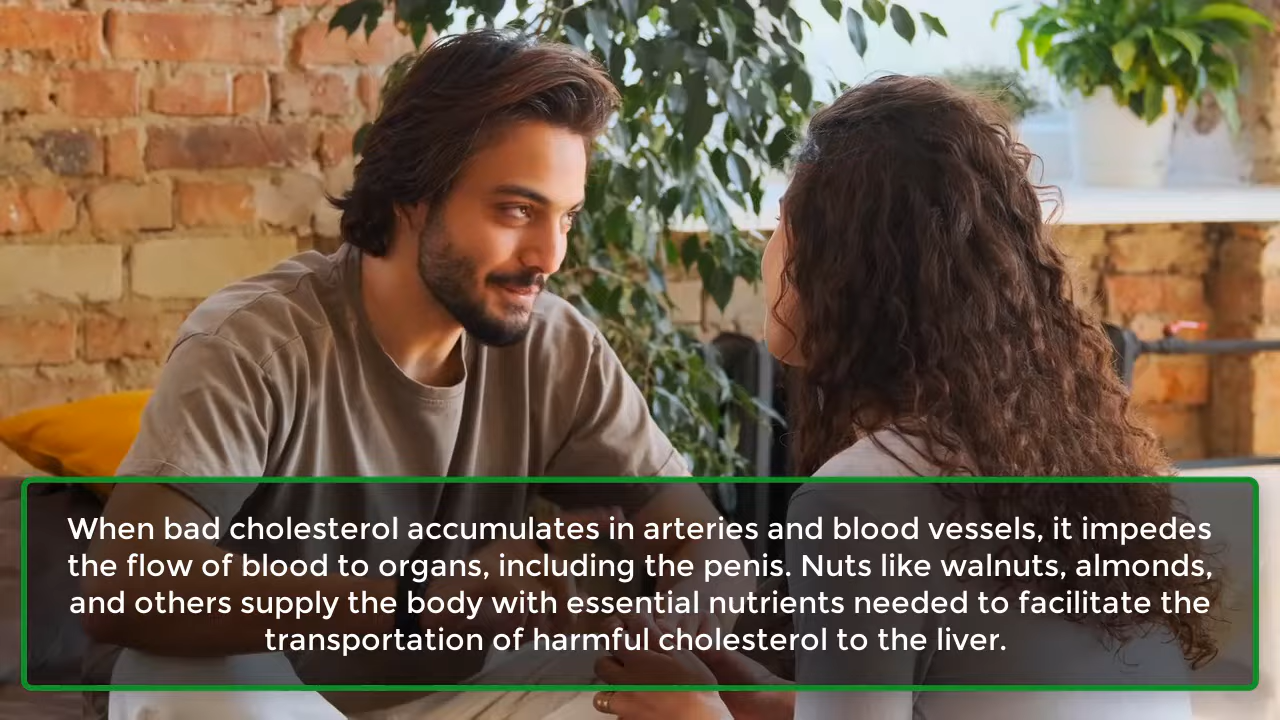 When bad cholesterol accumulates in arteries and blood vessels, it impedes
the flow of blood to organs, including the penis. Nuts like walnuts, almonds,
and others supply the body with essential nutrients needed to facilitate the
transportation of harmful cholesterol to the liver.